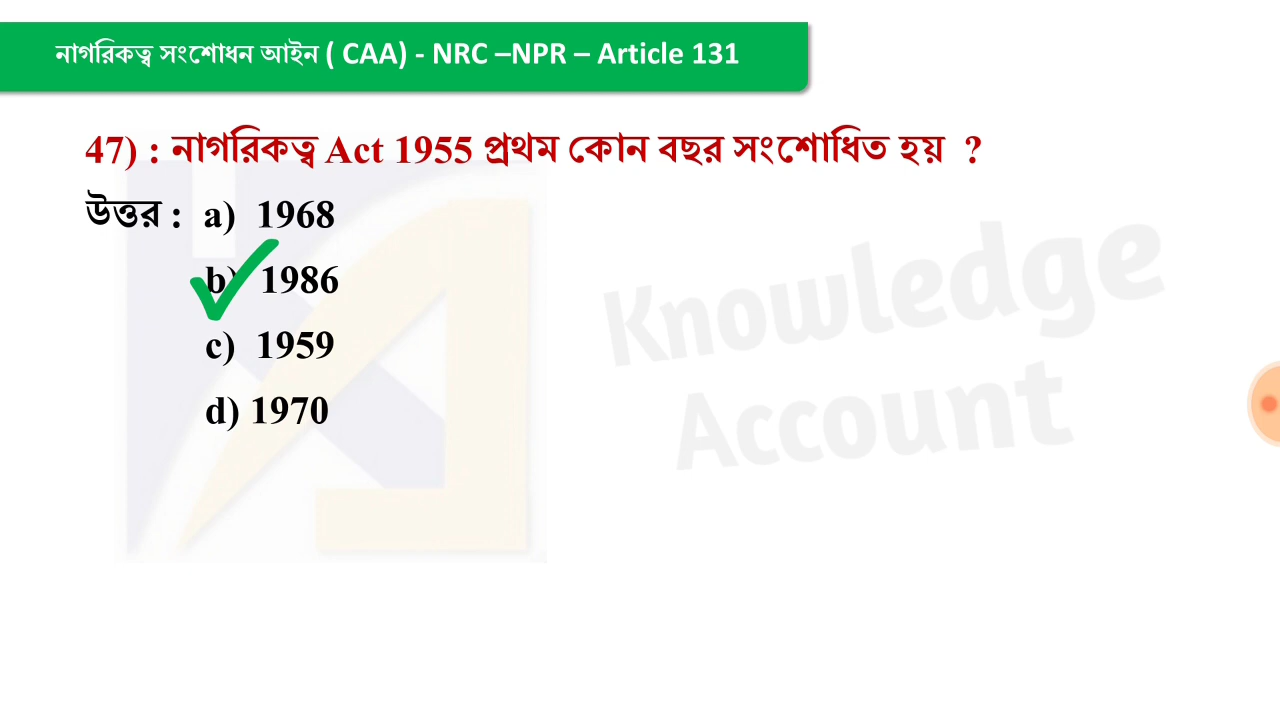 নাগরিকত্ব সংশোধন আইন ( CAA) - NRC –NPR – Article 131
47) : নাগরিকত্ব Act 1955 প্রথম কোন বছর সংশোধিত হয় ?
উত্তর : a) 1968
b) 1986
c) 1959
d) 1970
Knowledge
Account